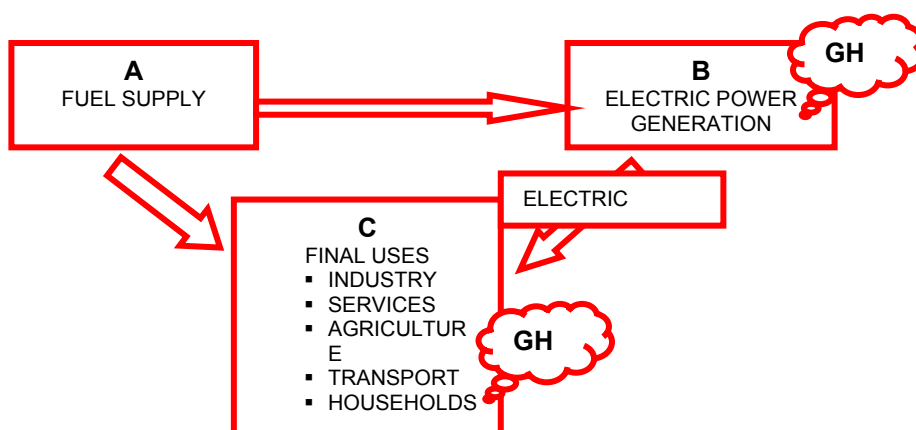 A
FUEL SUPPLY
B
ELECTRIC POWER
GENERATION
GH
ELECTRIC
C
FINAL USES
▪ INDUSTRY
▪ SERVICES
▪ AGRICULTUR
E
▪ TRANSPORT
▪ HOUSEHOLDS
GH